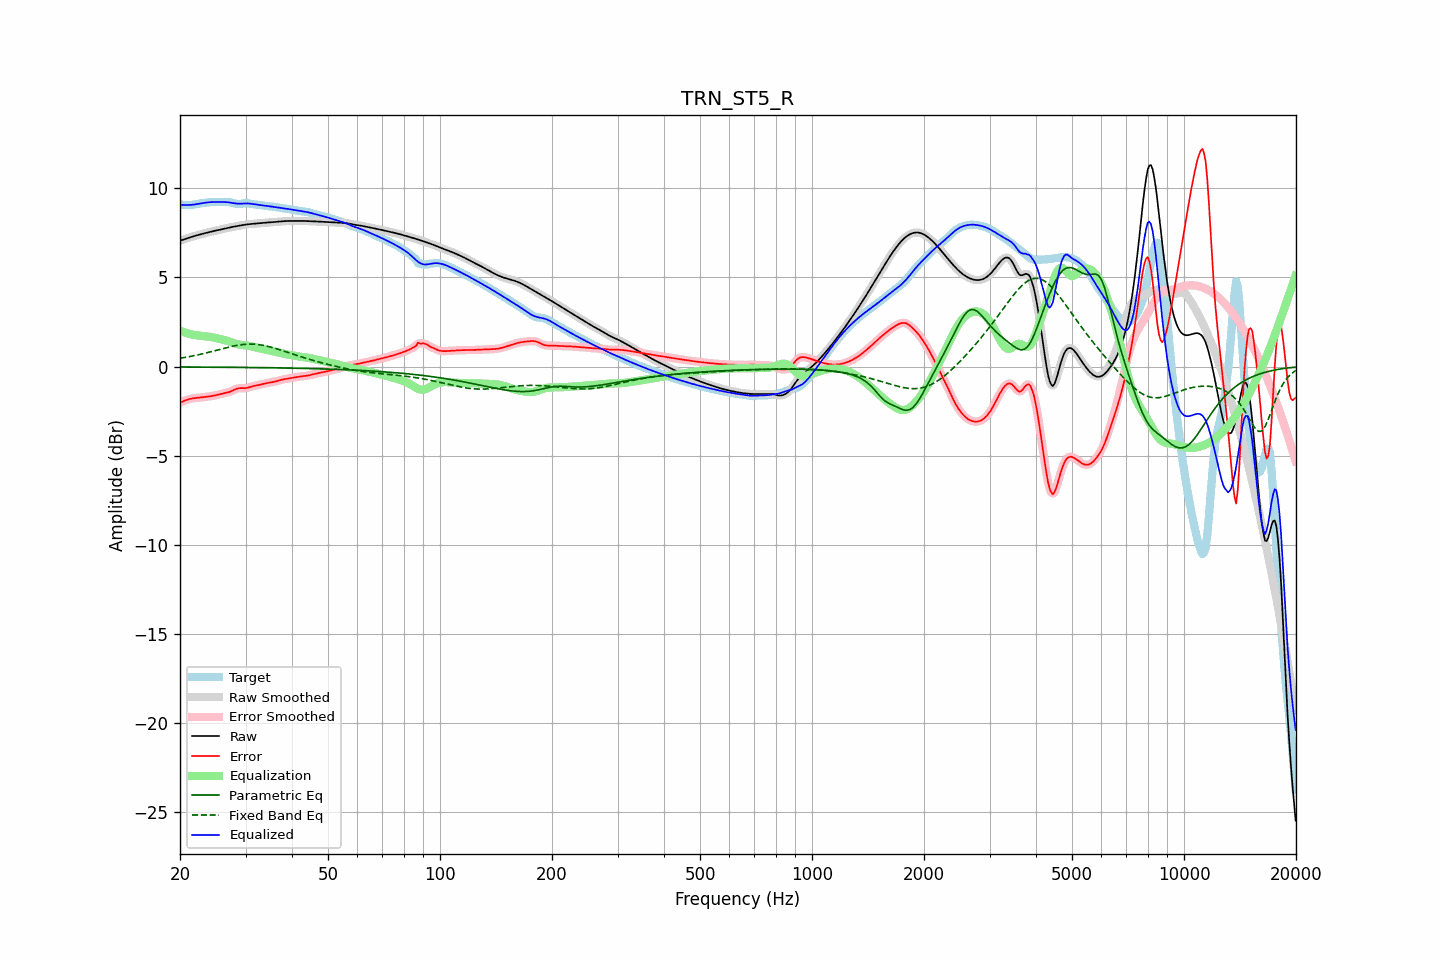 TRN_ST5_R
Amplitude (dBr)
10
5
0
−5
−10
−15
−20
−25
Target
Raw Smoothed
Error Smoothed
Raw
Error
Equalization
Parametric Eq
Fixed Band Eq
Equalized
20 50 100 200 500 1000 2000 5000 10000 20000
Frequency (Hz)